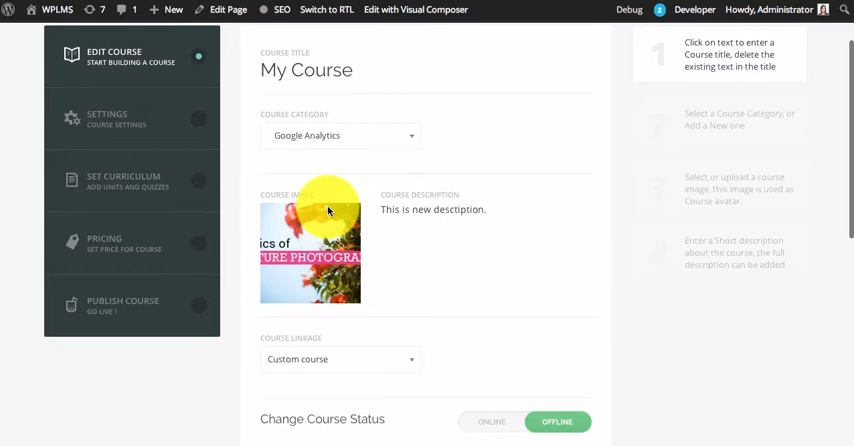 WPLMS 7 1 New Edit Page SEO Switch to RTL Edit with Visual Composer Debug 2 Developer Howdy, Administrator
EDIT COURSE
START BUILDING A COURSE
SETTINGS
COURSE SETTINGS
SET CURRICULUM
ADD UNITS AND QUIZZES
PRICING
SET PRICE FOR COURSE
PUBLISH COURSE
GO LIVE !
COURSE TITLE
My Course
COURSE CATEGORY
Google Analytics
COURSE IMAGE
ics of
TURE PHOTOGRA
COURSE DESCRIPTION
This is new desctiption.
COURSE LINKAGE
Custom course
Change Course Status
ONLINE OFFLINE
1
Click on text to enter a
Course title, delete the
existing text in the title
2
Select a Course Category, or
Add a New one
3
Select or upload a course
image, this image is used as
Course avatar.
4
Enter a Short description
about the course, the full
description can be added